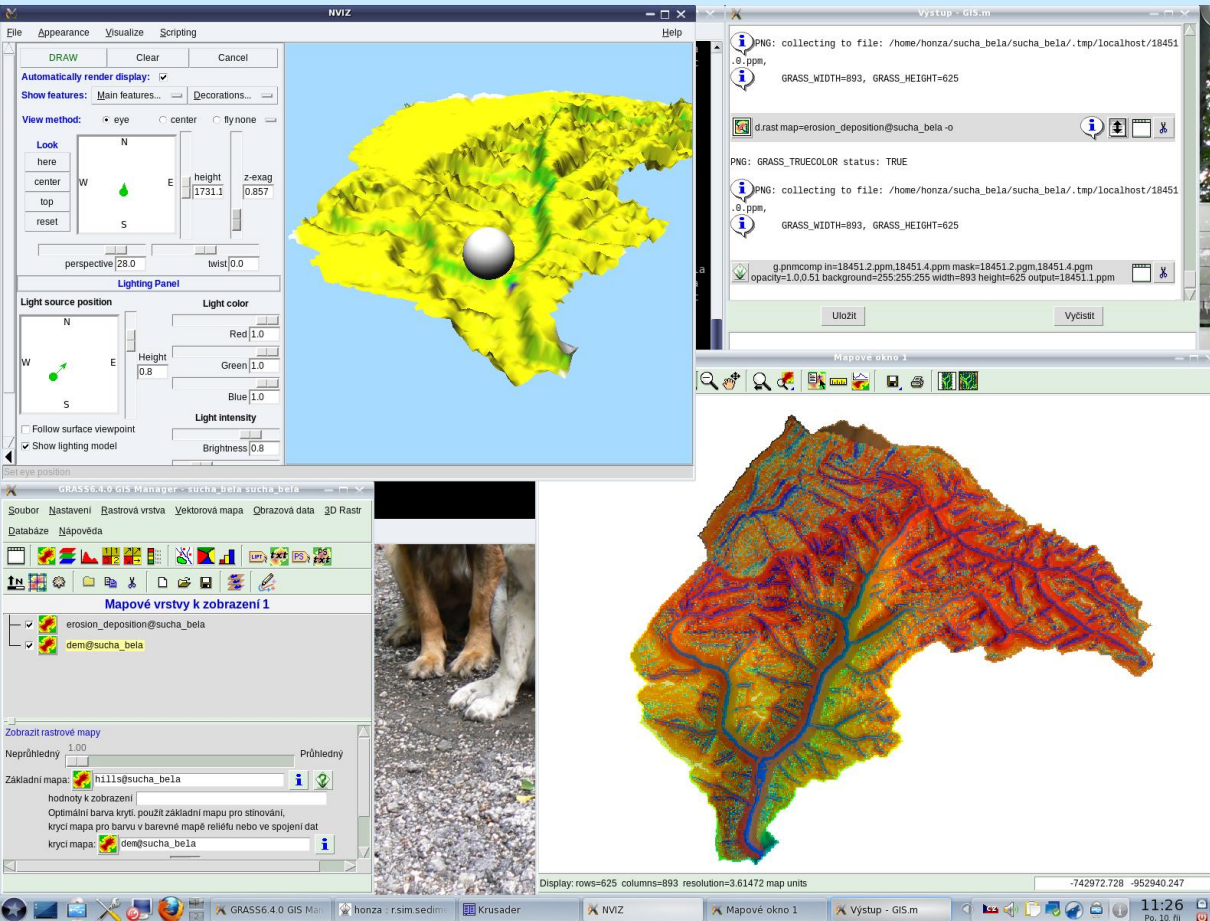 NVIZ
File Appearance Visualize Scripting Help
DRAW Clear Cancel
Automatically render display:
Show features: Main features... Decorations...
View method: eye center fly none
Look
here
center
top
reset
N
W E
S
height
1731.1
z-exag
0.857
perspective 28.0 twist 0.0
Lighting Panel
Light source position Light color
N
W E
S
Height
0.8
Red 1.0
Green 1.0
Blue 1.0
Light intensity
Follow surface viewpoint
Show lighting model
Brightness 0.8
Set eye position
Výstup - GIS.m
PNG: collecting to file: /home/honza/sucha_bela/sucha_bela/.tmp/localhost/18451
.0.ppm,
GRASS_WIDTH=893, GRASS_HEIGHT=625
d.rast map=erosion_deposition@sucha_bela -o
PNG: GRASS_TRUECOLOR status: TRUE
PNG: collecting to file: /home/honza/sucha_bela/sucha_bela/.tmp/localhost/18451
.0.ppm,
GRASS_WIDTH=893, GRASS_HEIGHT=625
g.pnmcomp in=18451.2.ppm,18451.4.ppm mask=18451.2.pgm,18451.4.pgm
opacity=1.0,0.51 background=255:255:255 width=893 height=625 output=18451.1.ppm
Uložit Vyčistit
Mapové okno 1
GRASS6.4.0 GIS Manager - sucha_bela sucha_bela
Soubor Nastavení Rastrová vrstva Vektorová mapa Obrazová data 3D Rastr
Databáze Nápověda
Mapové vrstvy k zobrazení 1
erosion_deposition@sucha_bela
dem@sucha_bela
Zobrazit rastrové mapy
Neprůhledný 1.00 Průhledný
Základní mapa: hills@sucha_bela
hodnoty k zobrazení
Optimální barva krytí. použít základní mapu pro stínování,
krycí mapa pro barvu v barevné mapě reliéfu nebo ve spojení dat
krycí mapa: dem@sucha_bela
Display: rows=625 columns=893 resolution=3.61472 map units
-742972.728 -952940.247
GRASS6.4.0 GIS Man
honza : r.sim.sedime
Krusader
NVIZ
Mapové okno 1
Výstup - GIS.m
11:26